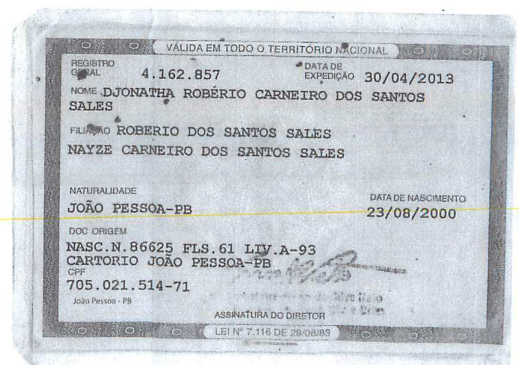 VÁLIDA EM TODO O TERRITÓRIO NACIONAL
REGISTRO GERAL 4.162.857 DATA DE EXPEDIÇÃO 30/04/2013
NOME DJONATHA ROBÉRIO CARNEIRO DOS SANTOS
SALES
FILIAÇÃO ROBERIO DOS SANTOS SALES
NAYZE CARNEIRO DOS SANTOS SALES
NATURALIDADE DATA DE NASCIMENTO
JOÃO PESSOA-PB 23/08/2000
DOC ORIGEM
NASC.N.86625 FLS.61 LIV.A-93
CARTORIO JOÃO PESSOA-PB
CPF
705.021.514-71
João Pessoa - PB
ASSINATURA DO DIRETOR
LEI Nº 7.116 DE 29/08/83